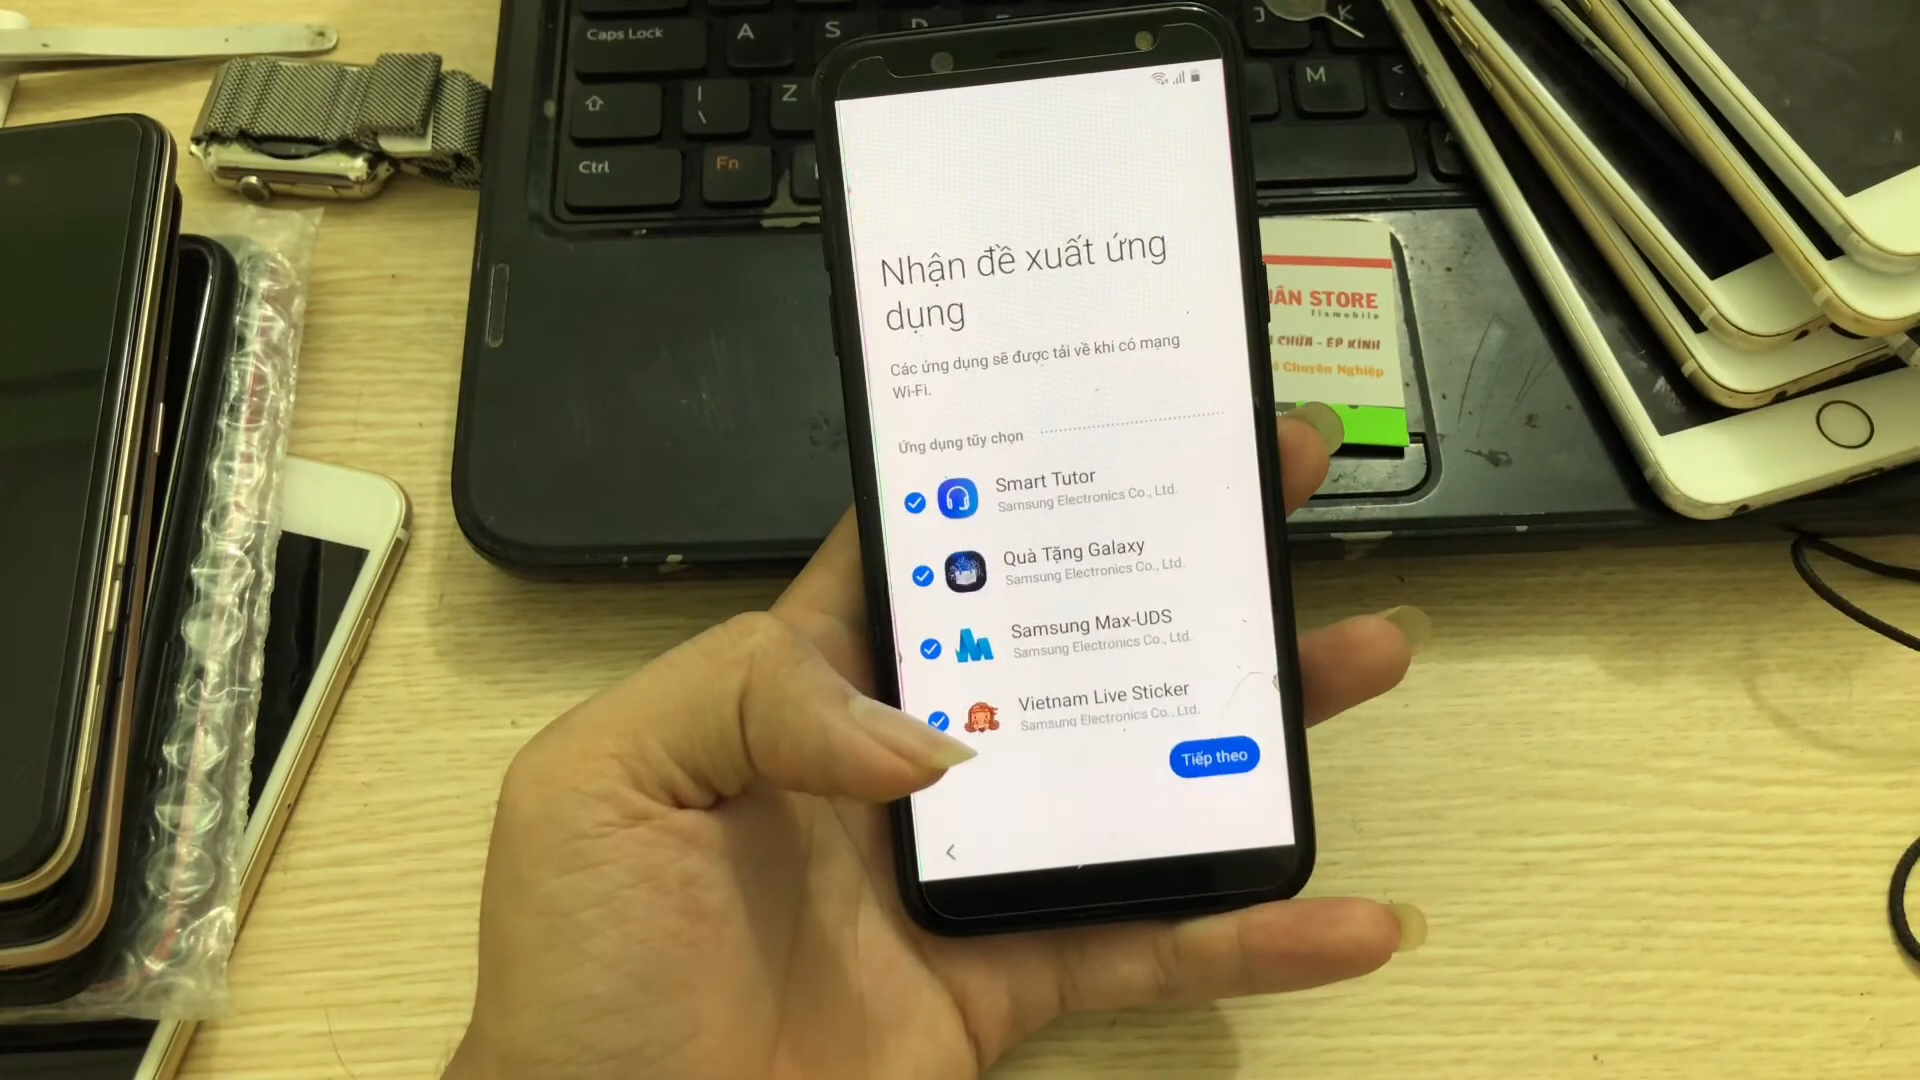 Caps Lock
A
S
Z
Ctrl
Fn
J
K
M
<
|
\
Nhận đề xuất ứng
dụng
Các ứng dụng sẽ được tải về khi có mạng
Wi-Fi.
Ứng dụng tùy chọn
Smart Tutor
Samsung Electronics Co., Ltd.
Quà Tặng Galaxy
Samsung Electronics Co., Ltd.
Samsung Max-UDS
Samsung Electronics Co., Ltd.
Vietnam Live Sticker
Samsung Electronics Co., Ltd.
Tiếp theo
STORE
fixmobile
CHỮA - ÉP KÍNH
Chuyên Nghiệp